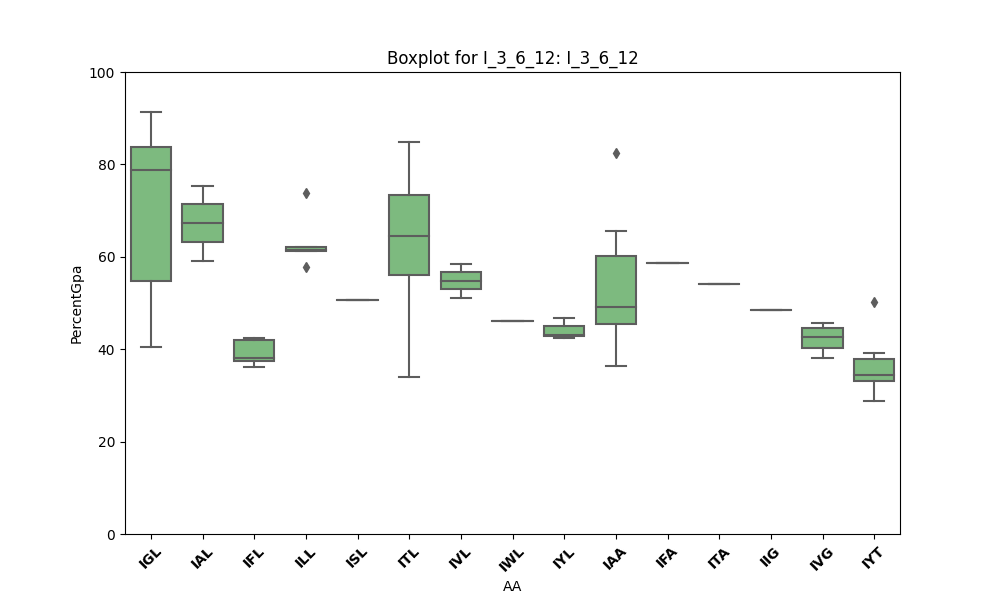 Boxplot for I_3_6_12: I_3_6_12
100
80
60
40
20
0
PercentGpa
IGL
IAL
IFL
ILL
ISL
ITL
IVL
IWL
IYL
IAA
IFA
ITA
IIG
IVG
IYT
AA